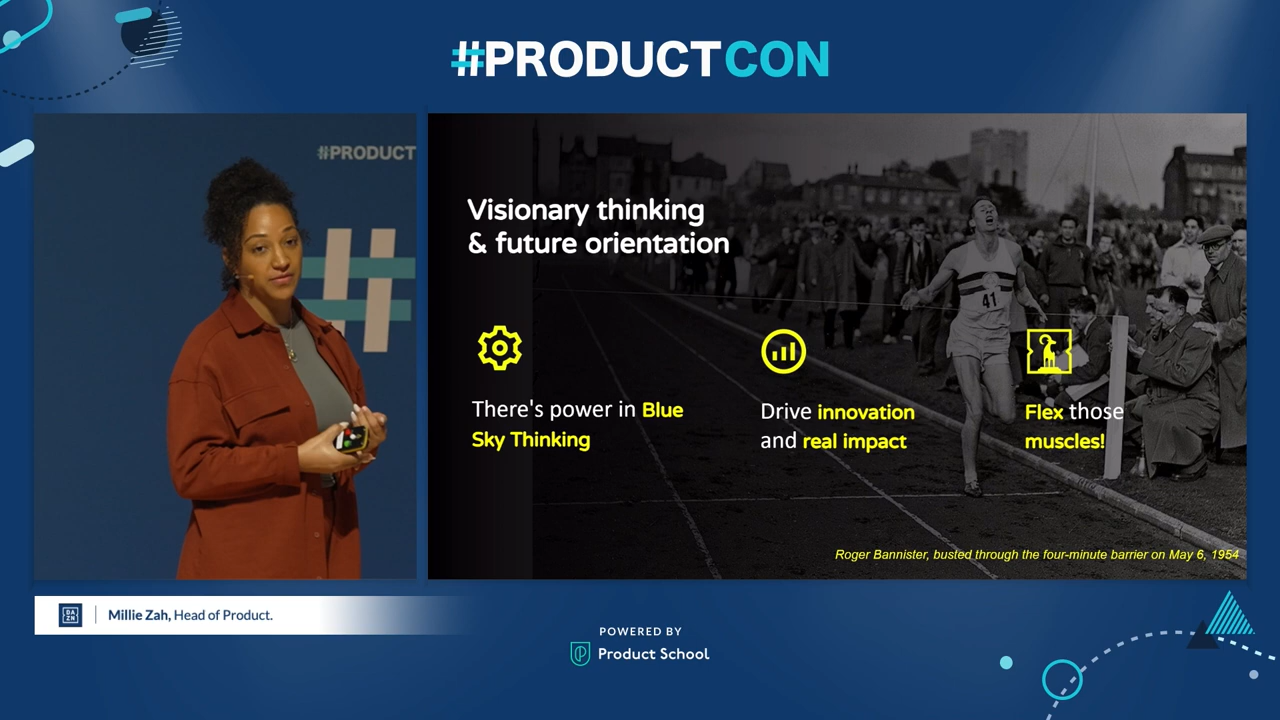 #PRODUCTCON
#PRODUCT
#
Visionary thinking
& future orientation
41
There's power in Blue
Sky Thinking
Drive innovation
and real impact
Flex those
muscles!
Roger Bannister, busted through the four-minute barrier on May 6, 1954
DA
ZN
Millie Zah, Head of Product.
POWERED BY
Product School